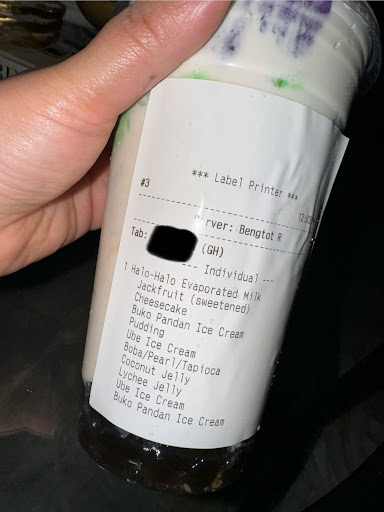 *** Label Printer ***
#3
rver: Bengtot R
Tab: (GH)
--- Individual ---
1 Halo-Halo Evaporated Milk
Jackfruit (sweetened)
Cheesecake
Buko Pandan Ice Cream
Pudding
Ube Ice Cream
Boba/Pearl/Tapioca
Coconut Jelly
Lychee Jelly
Ube Ice Cream
Buko Pandan Ice Cream